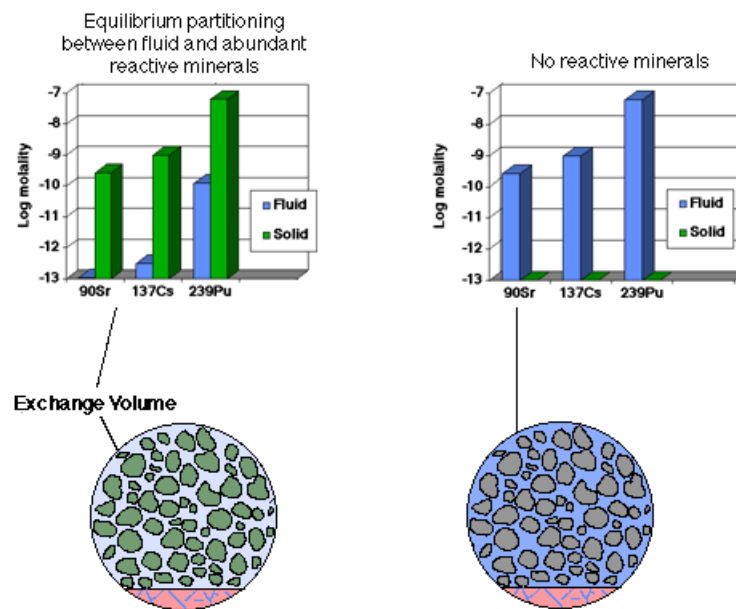 Equilibrium partitioning
between fluid and abundant
reactive minerals
-7
-8
-9
-10
-11
-12
-13
Log molality
Fluid
Solid
90Sr 137Cs 239Pu
No reactive minerals
-7
-8
-9
-10
-11
-12
-13
Log molality
Fluid
Solid
90Sr 137Cs 239Pu
Exchange Volume